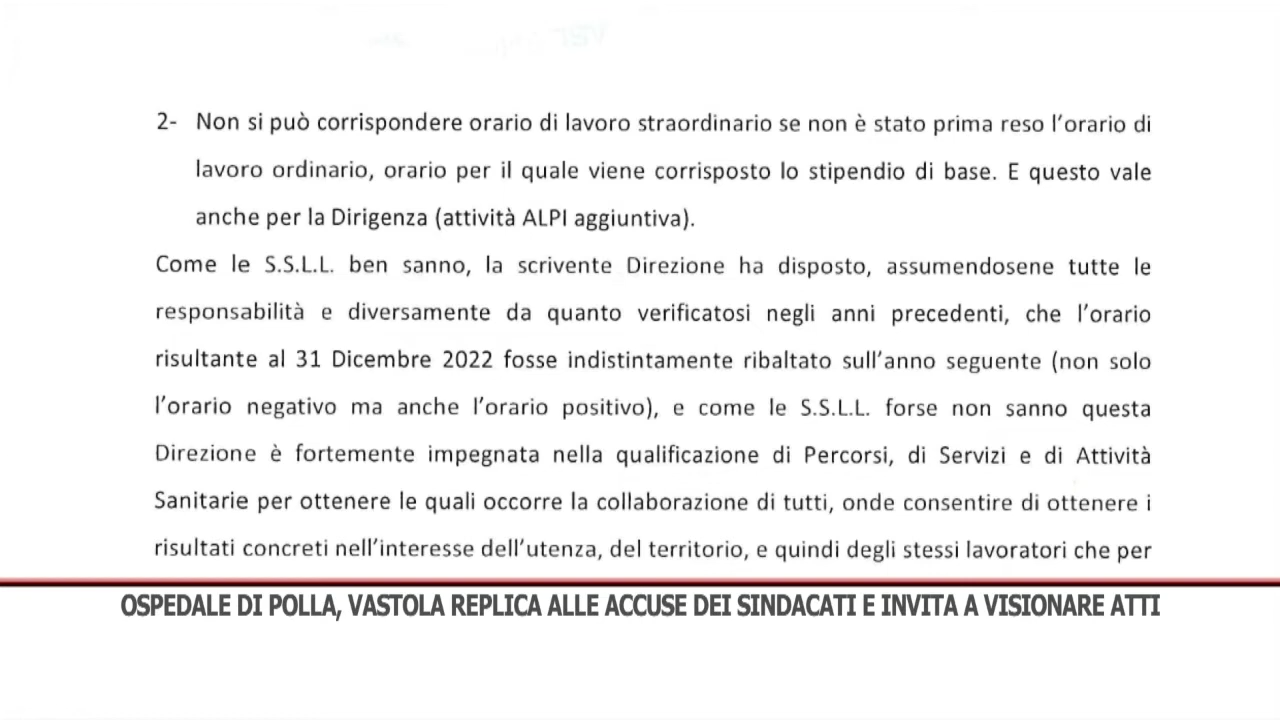 2- Non si può corrispondere orario di lavoro straordinario se non è stato prima reso l'orario di
lavoro ordinario, orario per il quale viene corrisposto lo stipendio di base. E questo vale
anche per la Dirigenza (attività ALPI aggiuntiva).
Come le S.S.L.L. ben sanno, la scrivente Direzione ha disposto, assumendosene tutte le
responsabilità e diversamente da quanto verificatosi negli anni precedenti, che l'orario
risultante al 31 Dicembre 2022 fosse indistintamente ribaltato sull'anno seguente (non solo
l'orario negativo ma anche l'orario positivo), e come le S.S.L.L. forse non sanno questa
Direzione è fortemente impegnata nella qualificazione di Percorsi, di Servizi e di Attività
Sanitarie per ottenere le quali occorre la collaborazione di tutti, onde consentire di ottenere i
risultati concreti nell'interesse dell'utenza, del territorio, e quindi degli stessi lavoratori che per
OSPEDALE DI POLLA, VASTOLA REPLICA ALLE ACCUSE DEI SINDACATI E INVITA A VISIONARE ATTI